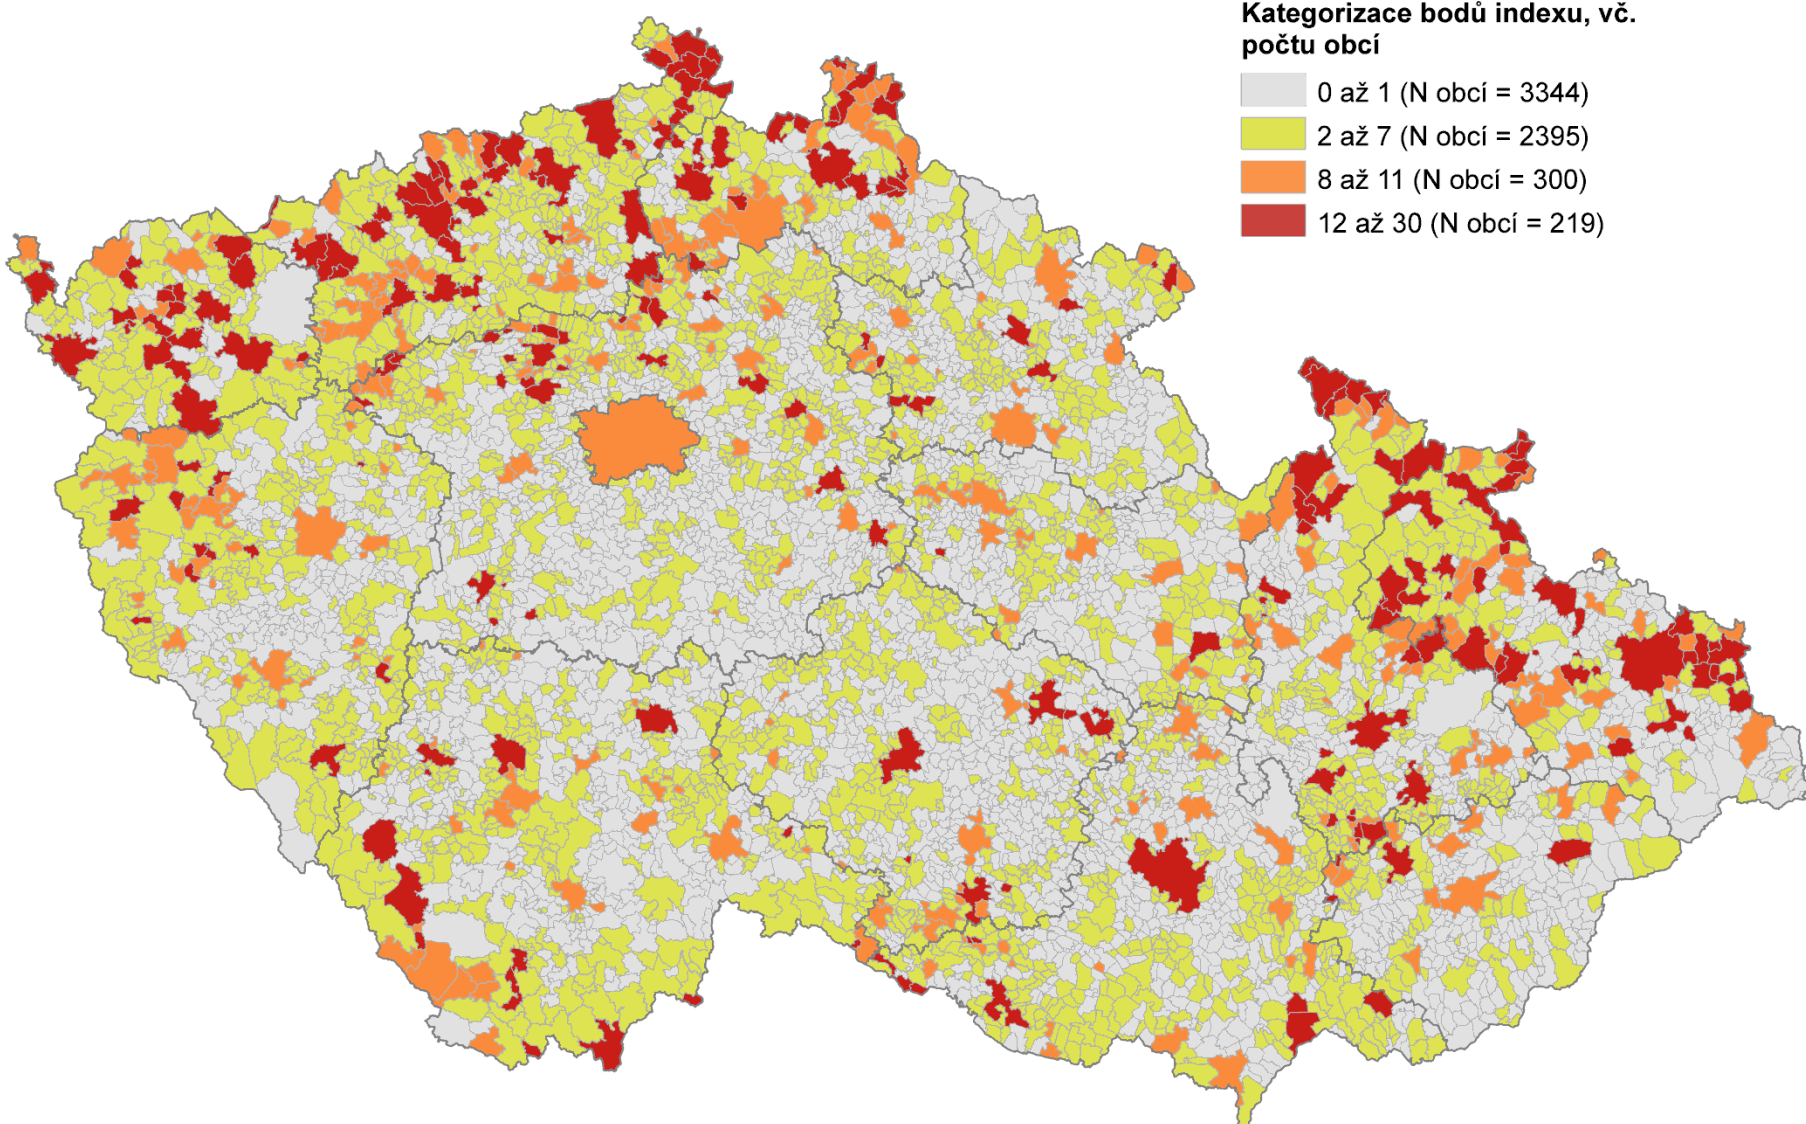 Kategorizace bodů indexu, vč.
počtu obcí
0 až 1 (N obcí = 3344)
2 až 7 (N obcí = 2395)
8 až 11 (N obcí = 300)
12 až 30 (N obcí = 219)